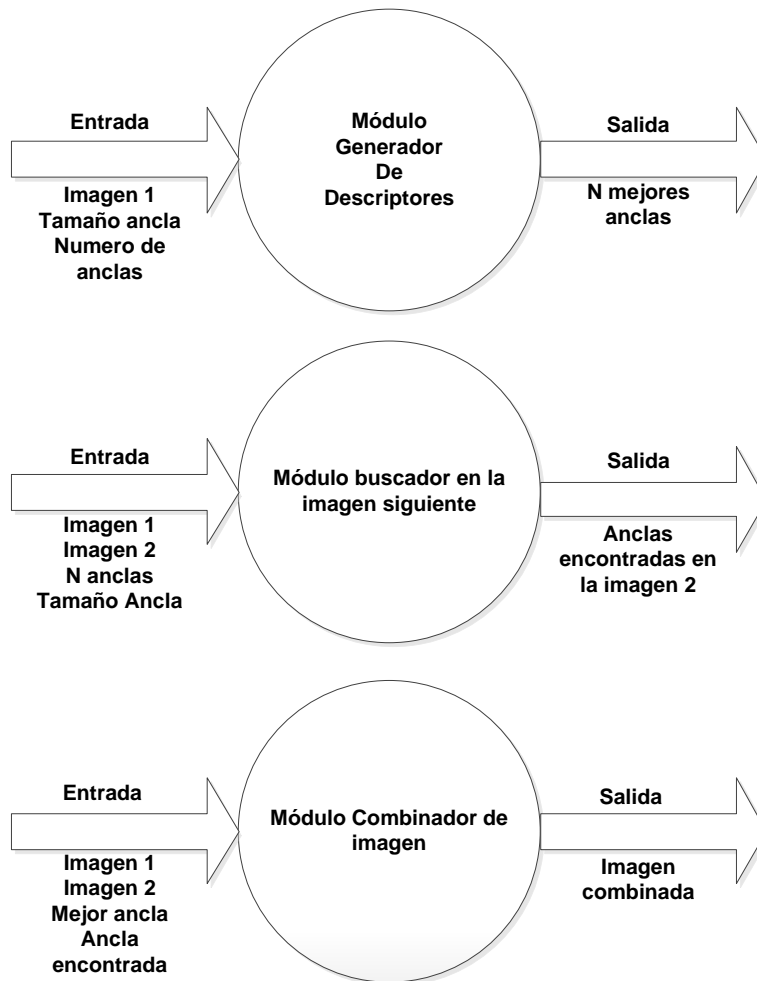 Entrada
Imagen 1
Tamaño ancla
Numero de
anclas
Módulo
Generador
De
Descriptores
Salida
N mejores
anclas
Entrada
Imagen 1
Imagen 2
N anclas
Tamaño Ancla
Módulo buscador en la
imagen siguiente
Salida
Anclas
encontradas en
la imagen 2
Entrada
Imagen 1
Imagen 2
Mejor ancla
Ancla
encontrada
Módulo Combinador de
imagen
Salida
Imagen
combinada